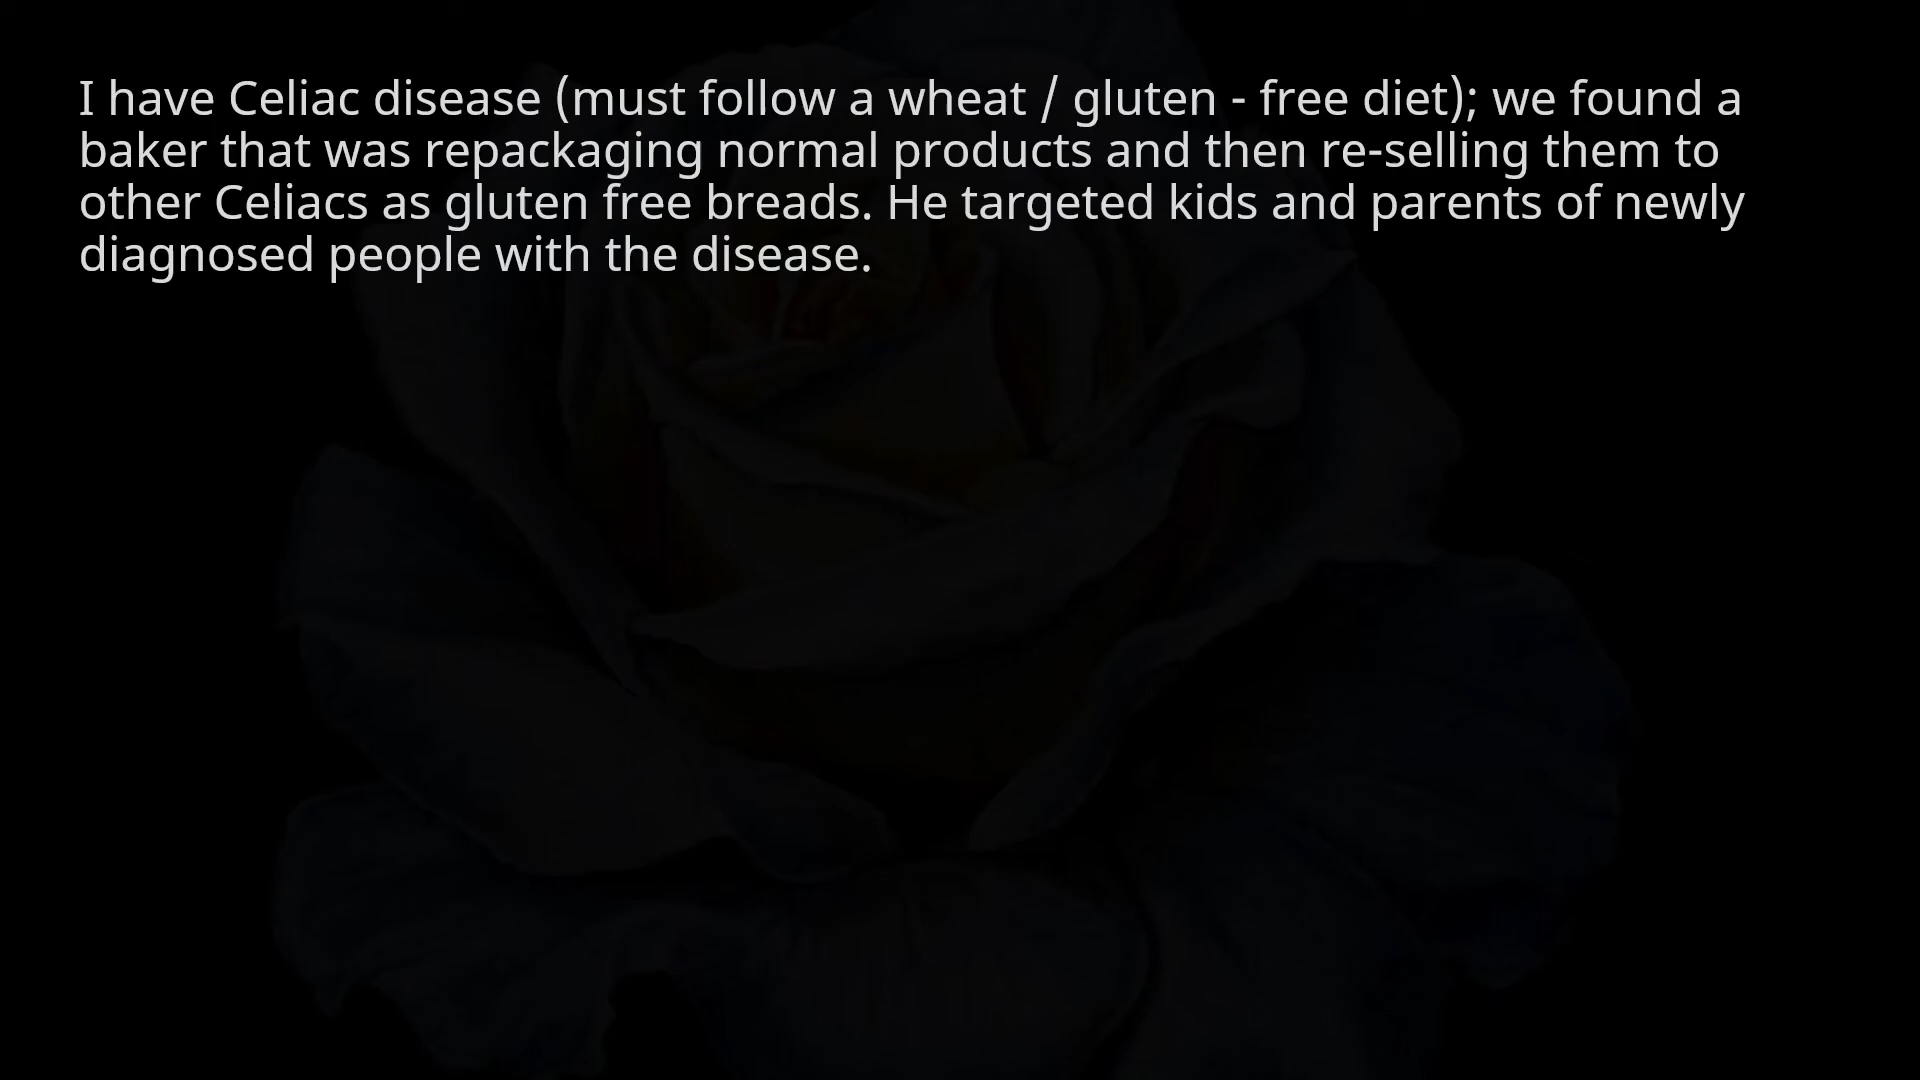 I have Celiac disease (must follow a wheat / gluten - free diet); we found a
baker that was repackaging normal products and then re-selling them to
other Celiacs as gluten free breads. He targeted kids and parents of newly
diagnosed people with the disease.